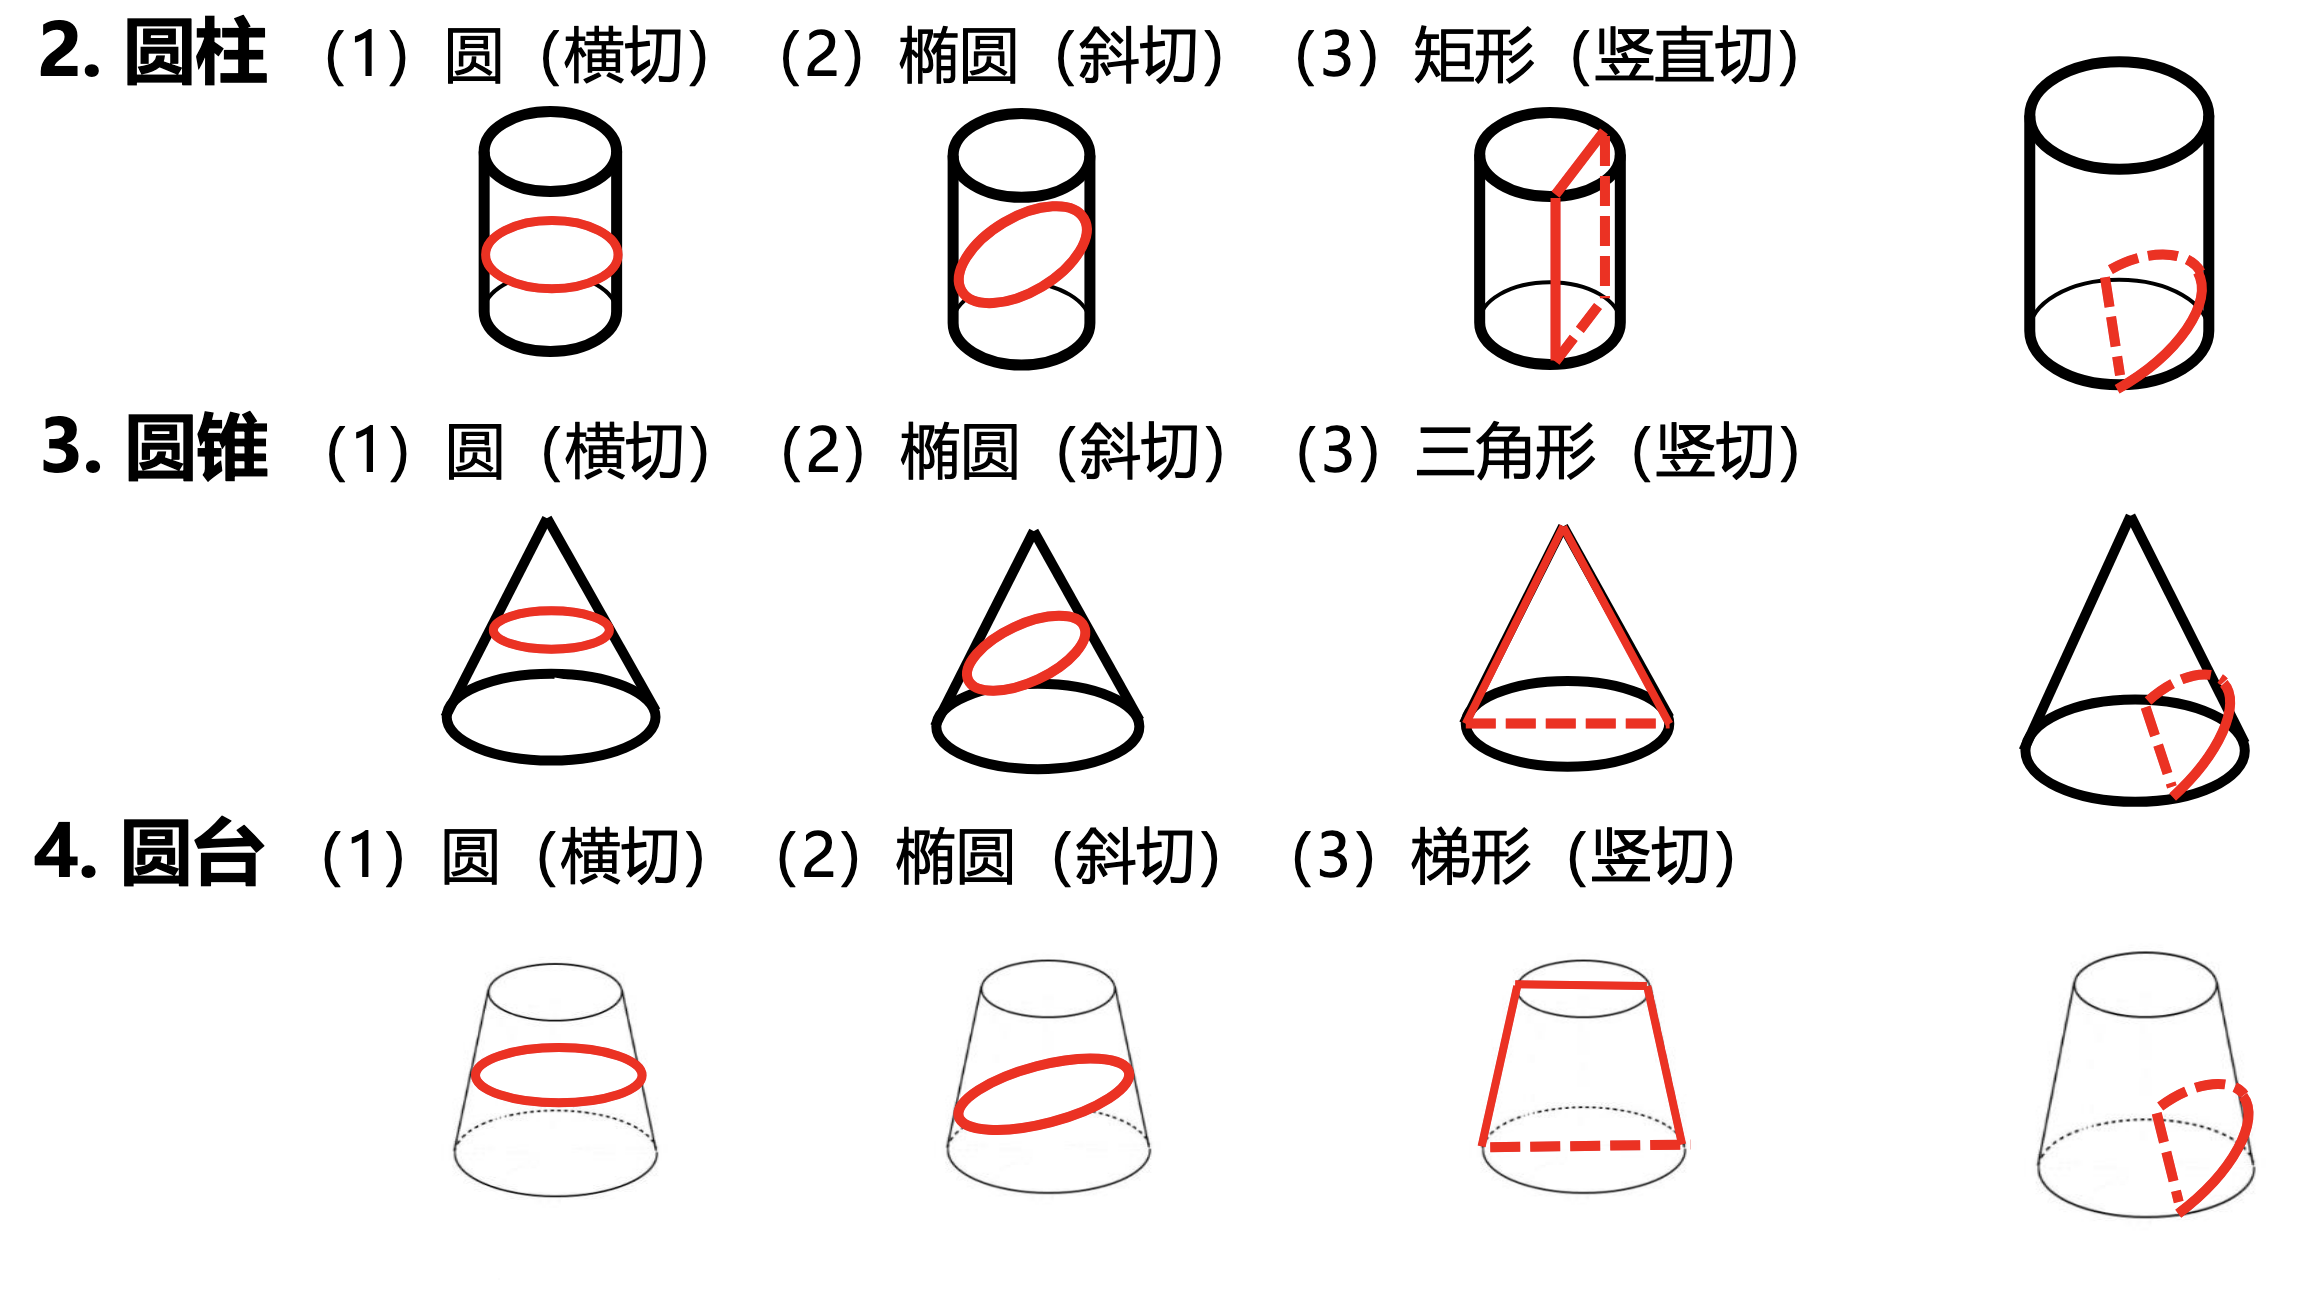 2. 圆柱 （1）圆（横切） （2）椭圆（斜切） （3）矩形（竖直切）
3. 圆锥 （1）圆（横切） （2）椭圆（斜切） （3）三角形（竖切）
4. 圆台 （1）圆（横切） （2）椭圆（斜切） （3）梯形（竖切）